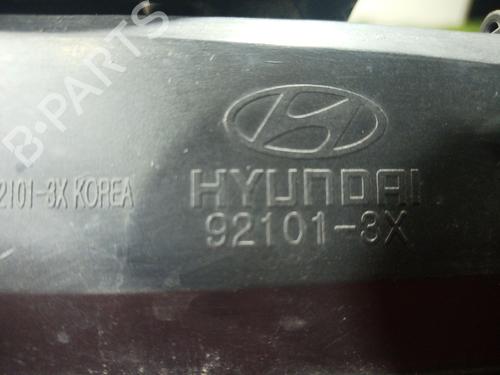 B-PARTS
HYUNDAI
2101-3X KOREA
92101-3X